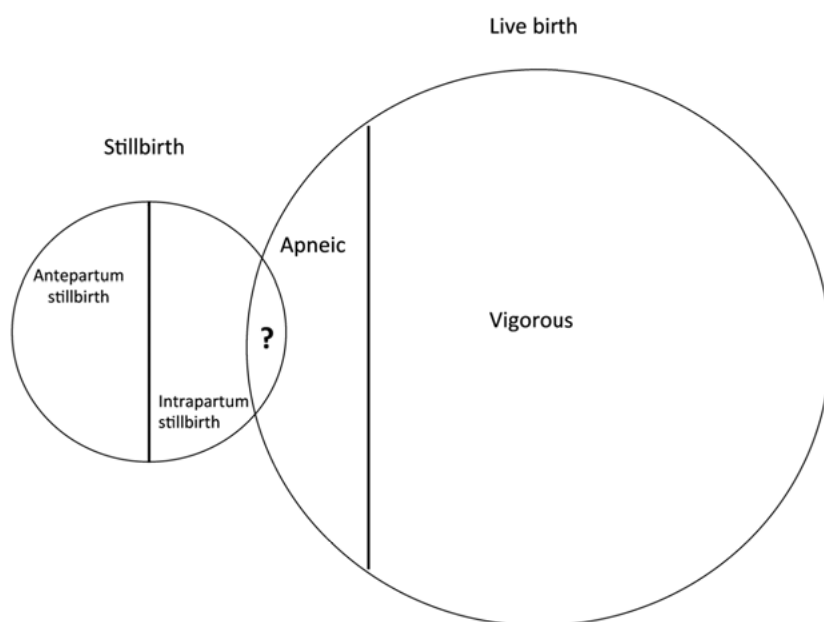 Live birth
Stillbirth
Apneic
Antepartum
stillbirth
Vigorous
?
Intrapartum
stillbirth